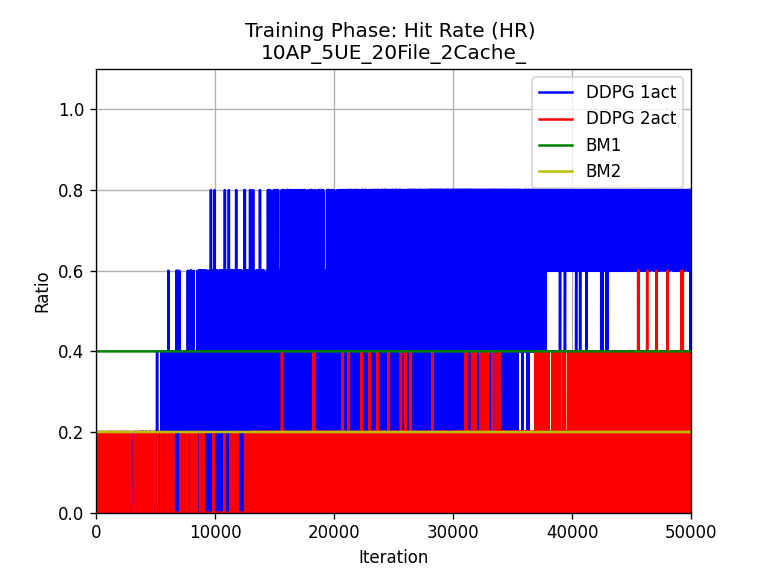 Training Phase: Hit Rate (HR)
10AP_5UE_20File_2Cache_
DDPG 1act
DDPG 2act
BM1
BM2
1.0
0.8
0.6
0.4
0.2
0.0
Ratio
0 10000 20000 30000 40000 50000
Iteration